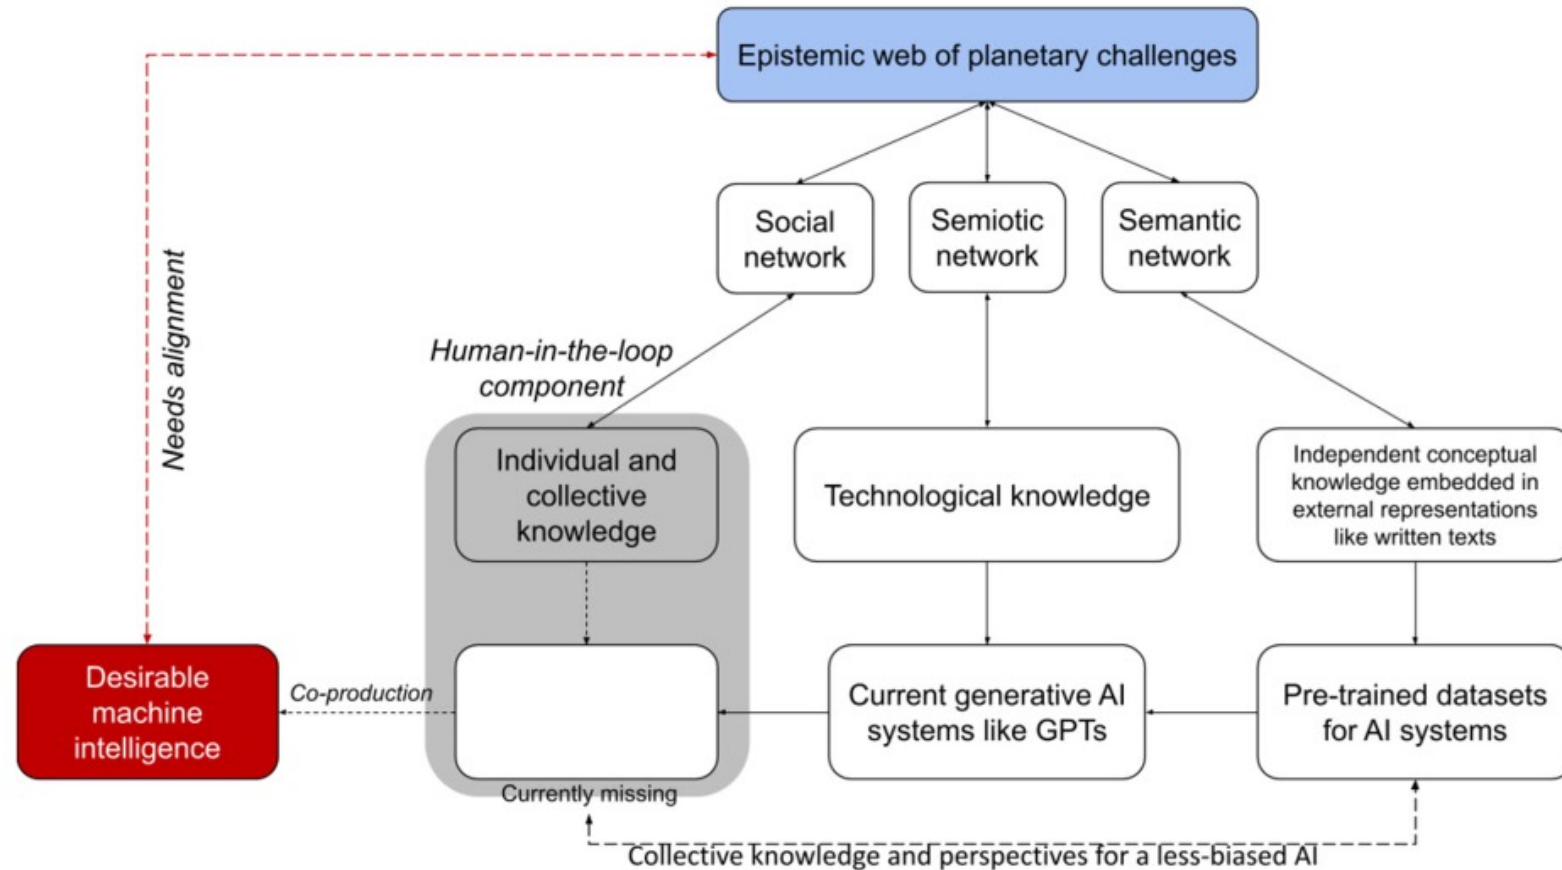 Epistemic web of planetary challenges
Social
network
Semiotic
network
Semantic
network
Needs alignment
Human-in-the-loop
component
Individual and
collective
knowledge
Technological knowledge
Independent conceptual
knowledge embedded in
external representations
like written texts
Desirable
machine
intelligence
Co-production
Current generative AI
systems like GPTs
Pre-trained datasets
for AI systems
Currently missing
Collective knowledge and perspectives for a less-biased AI